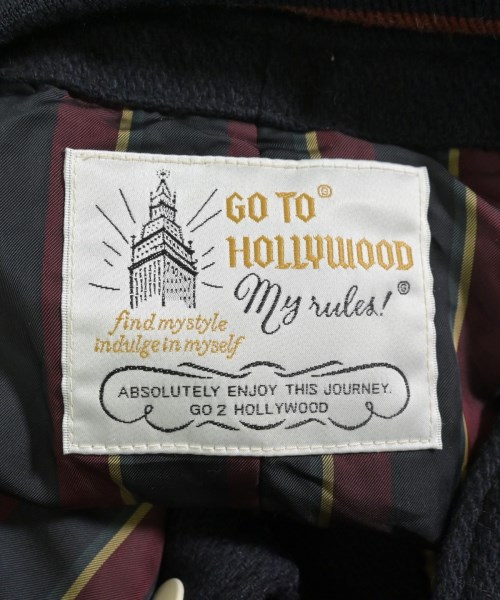 GO TO
HOLLYWOOD
My rules!
find my style
indulge in myself
ABSOLUTELY ENJOY THIS JOURNEY.
GO 2 HOLLYWOOD